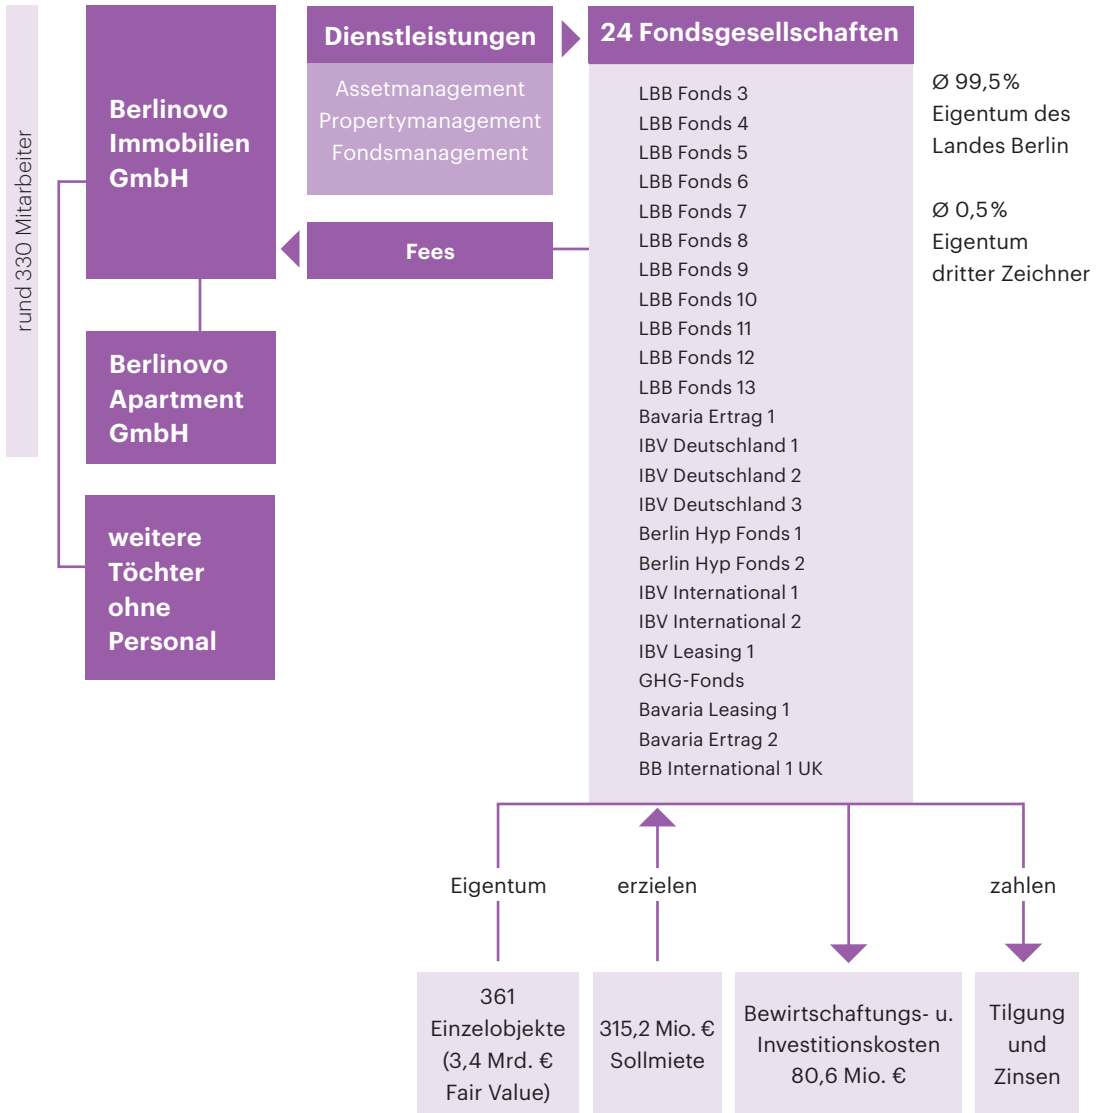 rund 330 Mitarbeiter
Berlinovo
Immobilien
GmbH
Berlinovo
Apartment
GmbH
weitere
Töchter
ohne
Personal
Dienstleistungen
Assetmanagement
Propertymanagement
Fondsmanagement
Fees
24 Fondsgesellschaften
LBB Fonds 3
LBB Fonds 4
LBB Fonds 5
LBB Fonds 6
LBB Fonds 7
LBB Fonds 8
LBB Fonds 9
LBB Fonds 10
LBB Fonds 11
LBB Fonds 12
LBB Fonds 13
Bavaria Ertrag 1
IBV Deutschland 1
IBV Deutschland 2
IBV Deutschland 3
Berlin Hyp Fonds 1
Berlin Hyp Fonds 2
IBV International 1
IBV International 2
IBV Leasing 1
GHG-Fonds
Bavaria Leasing 1
Bavaria Ertrag 2
BB International 1 UK
Ø 99,5%
Eigentum des
Landes Berlin
Ø 0,5%
Eigentum
dritter Zeichner
Eigentum
erzielen
zahlen
361
Einzelobjekte
(3,4 Mrd. €
Fair Value)
315,2 Mio. €
Sollmiete
Bewirtschaftungs- u.
Investitionskosten
80,6 Mio. €
Tilgung
und
Zinsen